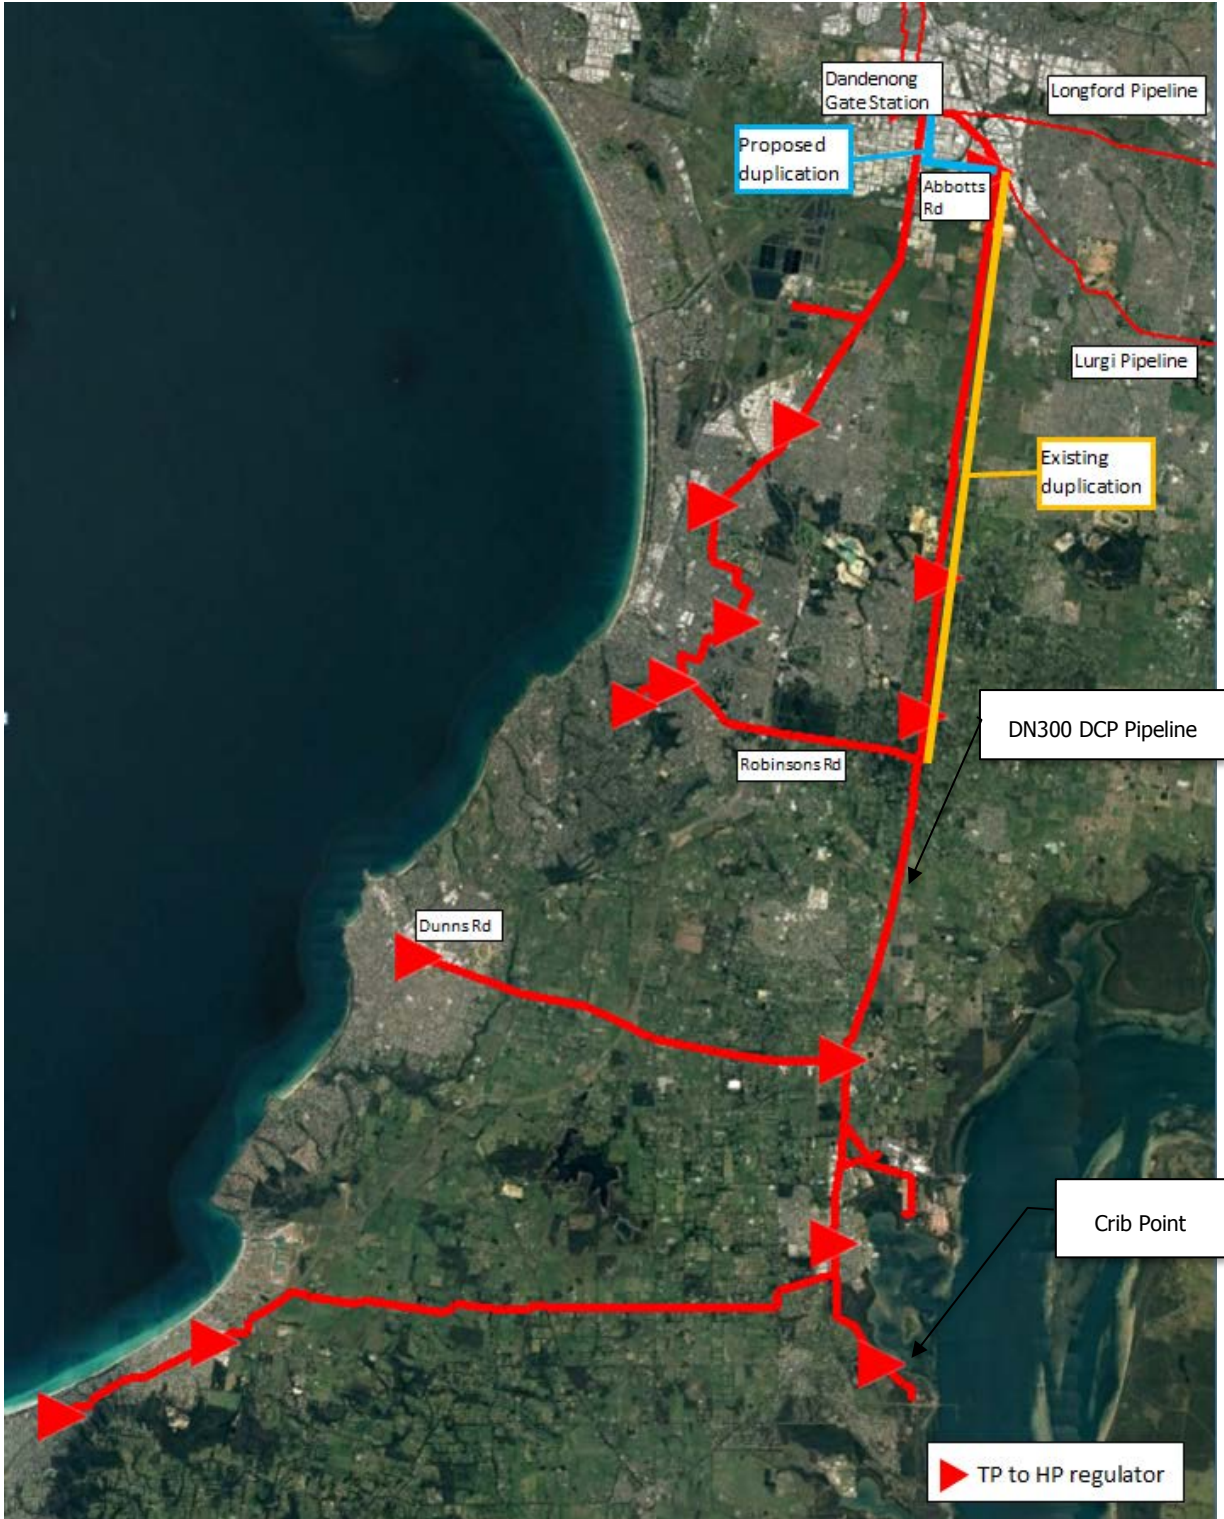 Dandenong
Gate Station
Longford Pipeline
Proposed
duplication
Abbotts
Rd
Lurgi Pipeline
Existing
duplication
DN300 DCP Pipeline
Robinsons Rd
Dunns Rd
Crib Point
TP to HP regulator